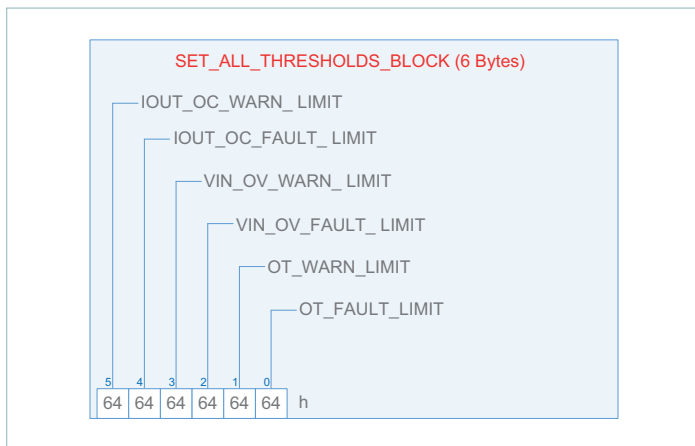 SET_ALL_THRESHOLDS_BLOCK (6 Bytes)
IOUT_OC_WARN_ LIMIT
IOUT_OC_FAULT_ LIMIT
VIN_OV_WARN_ LIMIT
VIN_OV_FAULT_ LIMIT
OT_WARN_LIMIT
OT_FAULT_LIMIT
5 4 3 2 1 0
64 64 64 64 64 64 h